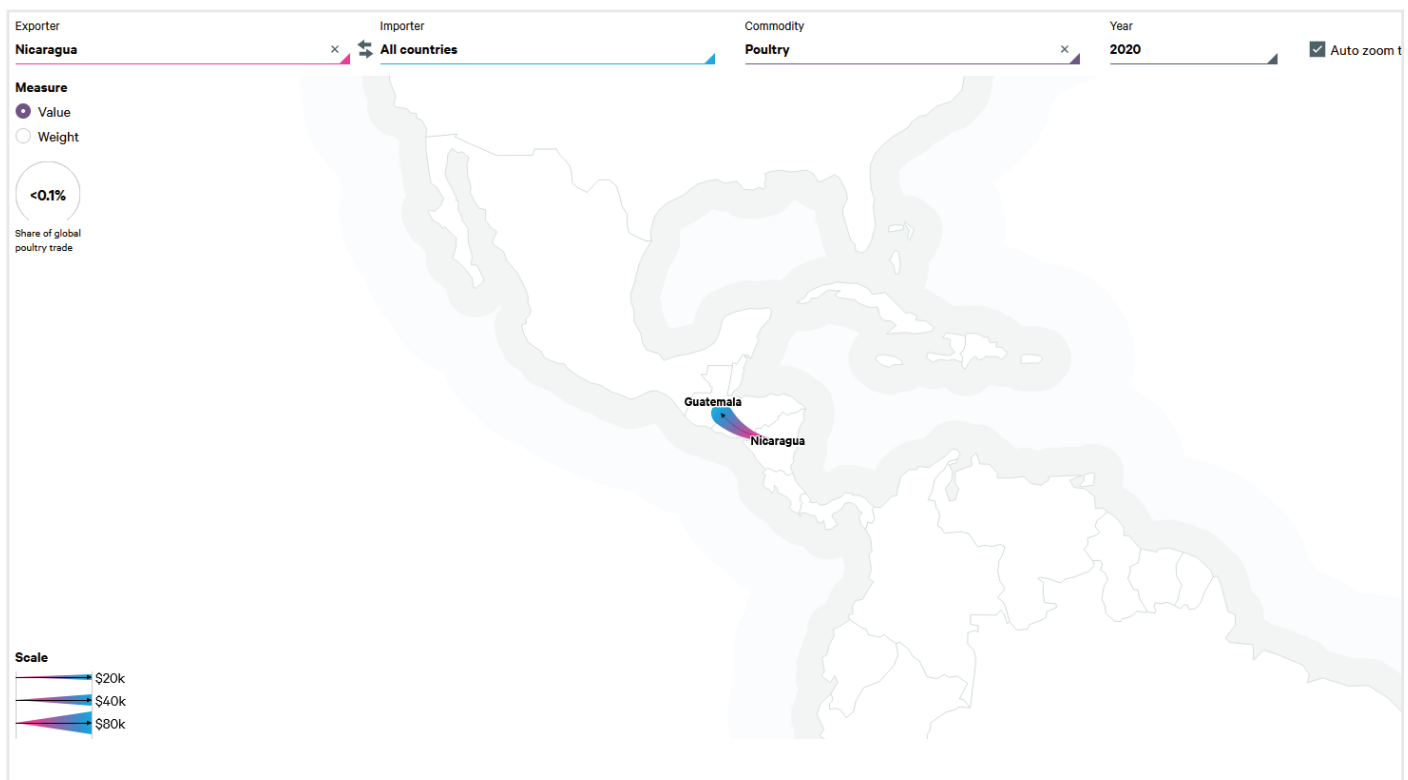 Exporter
Importer
Commodity
Year
Nicaragua ×
All countries
Poultry ×
2020
Auto zoom t
Measure
Value
Weight
<0.1%
Share of global
poultry trade
Guatemala
Nicaragua
Scale
$20k
$40k
$80k